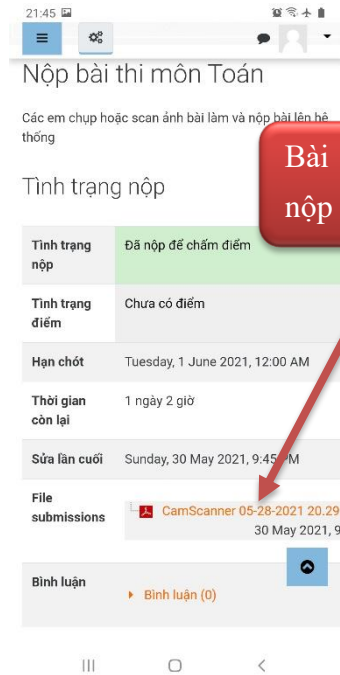 21:45
Nộp bài thi môn Toán
Các em chụp hoặc scan ảnh bài làm và nộp bài lên hệ
thống
Bài
nộp
Tình trạng nộp
Tình trạng
nộp
Đã nộp để chấm điểm
Tình trạng
điểm
Chưa có điểm
Hạn chót
Tuesday, 1 June 2021, 12:00 AM
Thời gian
còn lại
1 ngày 2 giờ
Sửa lần cuối
Sunday, 30 May 2021, 9:45 PM
File
submissions
CamScanner 05-28-2021 20.29
30 May 2021, 9
Bình luận
Bình luận (0)